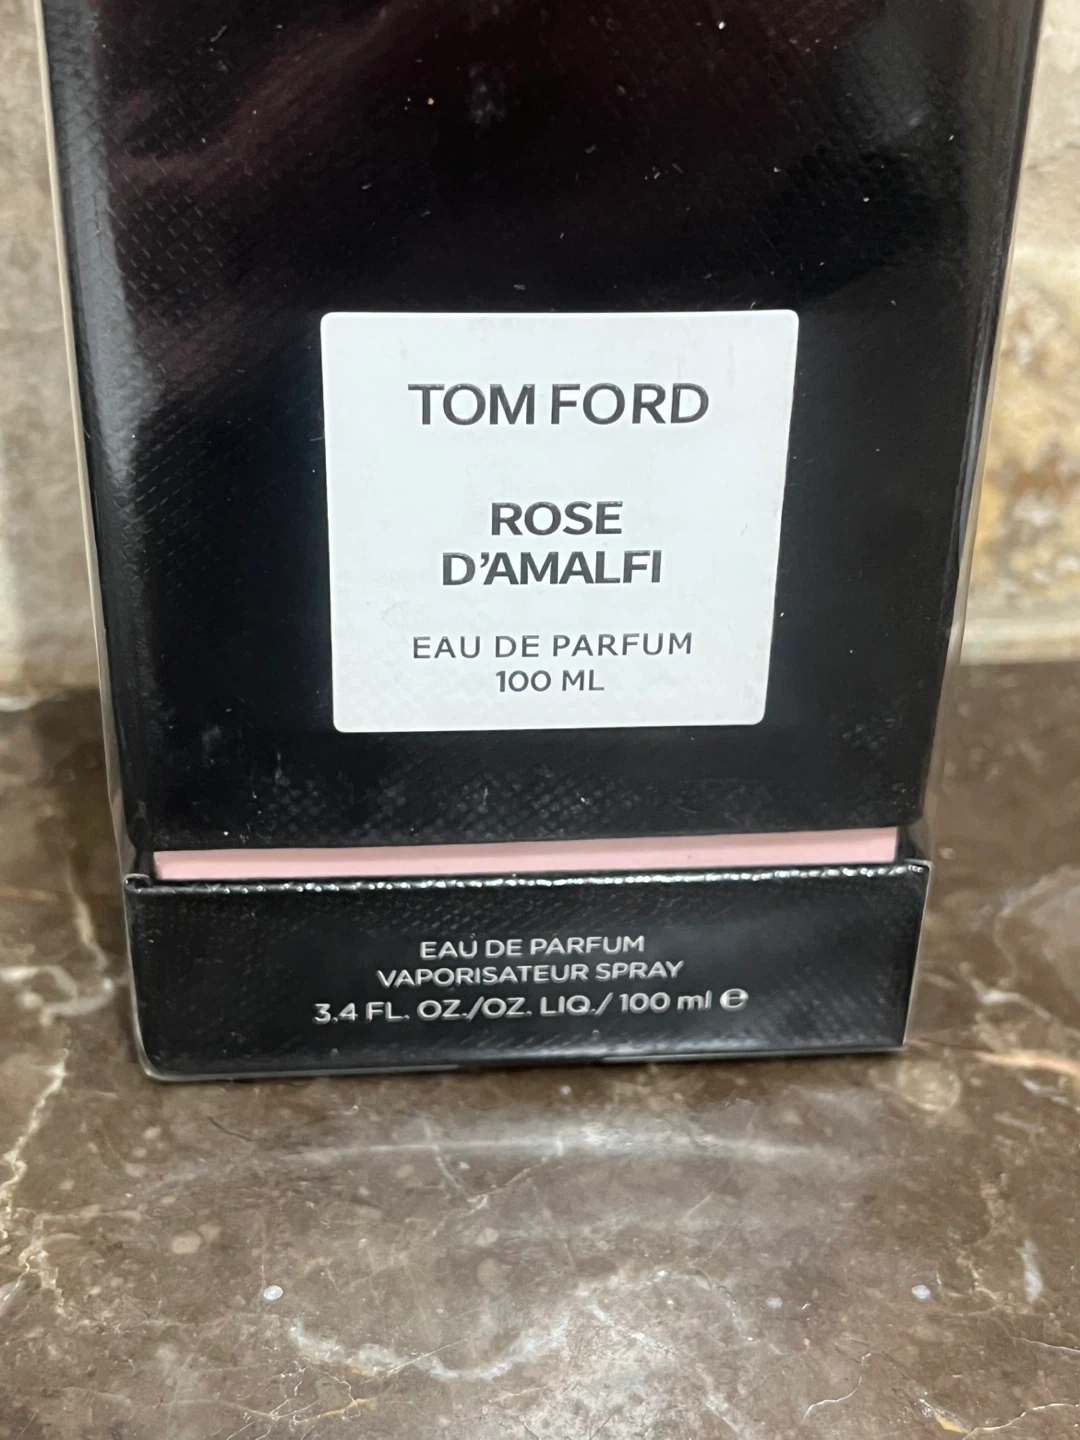 TOM FORD
ROSE
D'AMALFI
EAU DE PARFUM
100 ML
EAU DE PARFUM
VAPORISATEUR SPRAY
3.4 FL. OZ./OZ. LIQ./ 100 ml ℮